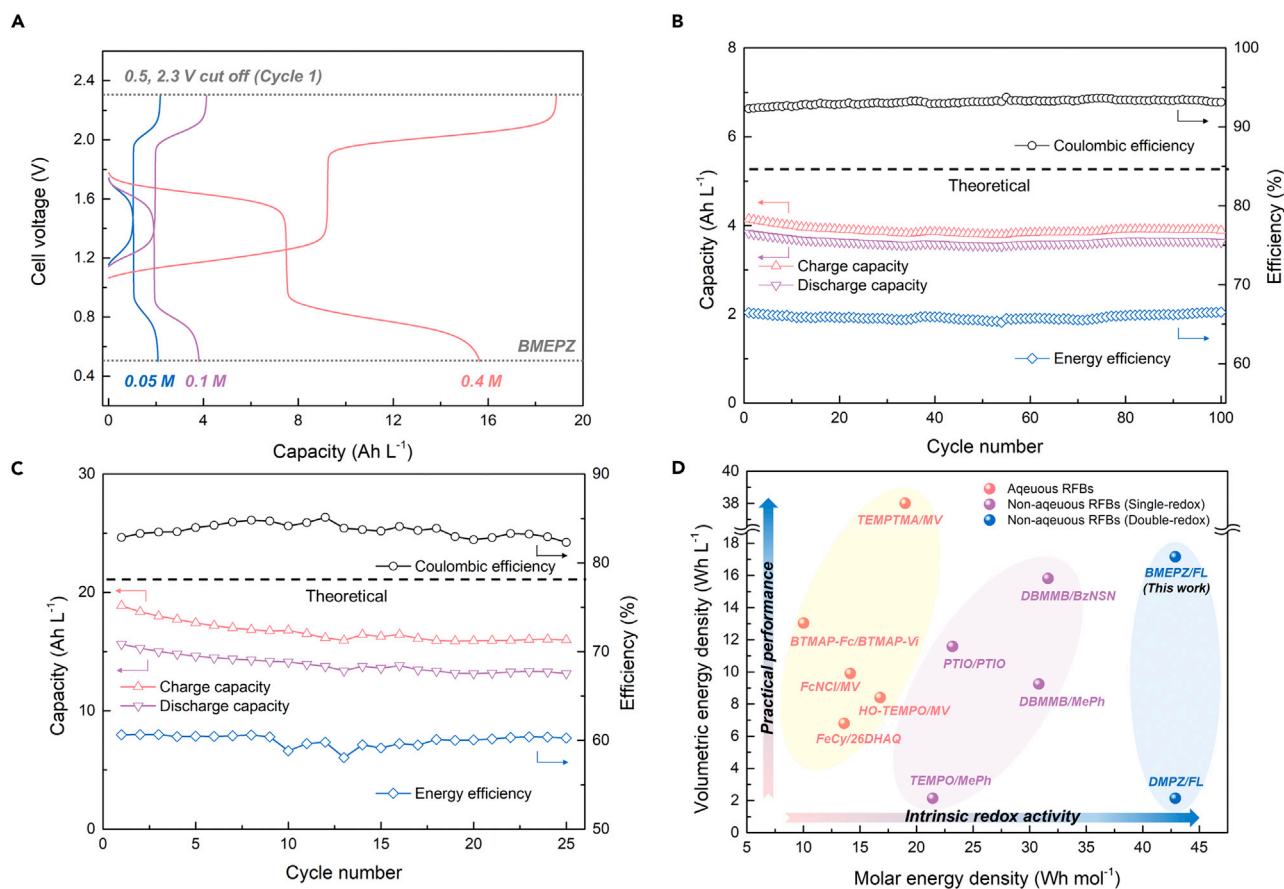 A
0.5, 2.3 V cut off (Cycle 1)
2.4
2.0
1.6
1.2
0.8
0.4
Cell voltage (V)
BMEPZ
0.05 M
0.1 M
0.4 M
0 4 8 12 16 20
Capacity (Ah L⁻¹)
B
8
6
4
2
0
Capacity (Ah L⁻¹)
100
90
80
70
60
Efficiency (%)
Coulombic efficiency
Theoretical
Charge capacity
Discharge capacity
Energy efficiency
0 20 40 60 80 100
Cycle number
C
30
20
10
0
Capacity (Ah L⁻¹)
90
80
70
60
50
Efficiency (%)
Coulombic efficiency
Theoretical
Charge capacity
Discharge capacity
Energy efficiency
0 5 10 15 20 25
Cycle number
D
40
38
36
18
16
14
12
10
8
6
4
2
0
Volumetric energy density (Wh L⁻¹)
Practical performance
Aqeuous RFBs
Non-aqeuous RFBs (Single-redox)
Non-aqeuous RFBs (Double-redox)
TEMPTMA/MV
BMEPZ/FL
(This work)
DBMMB/BzNSN
BTMAP-Fc/BTMAP-Vi
PTIO/PTIO
FcNCl/MV
DBMMB/MePh
HO-TEMPO/MV
FeCy/26DHAQ
TEMPO/MePh
DMPZ/FL
Intrinsic redox activity
5 10 15 20 25 30 35 40 45
Molar energy density (Wh mol⁻¹)